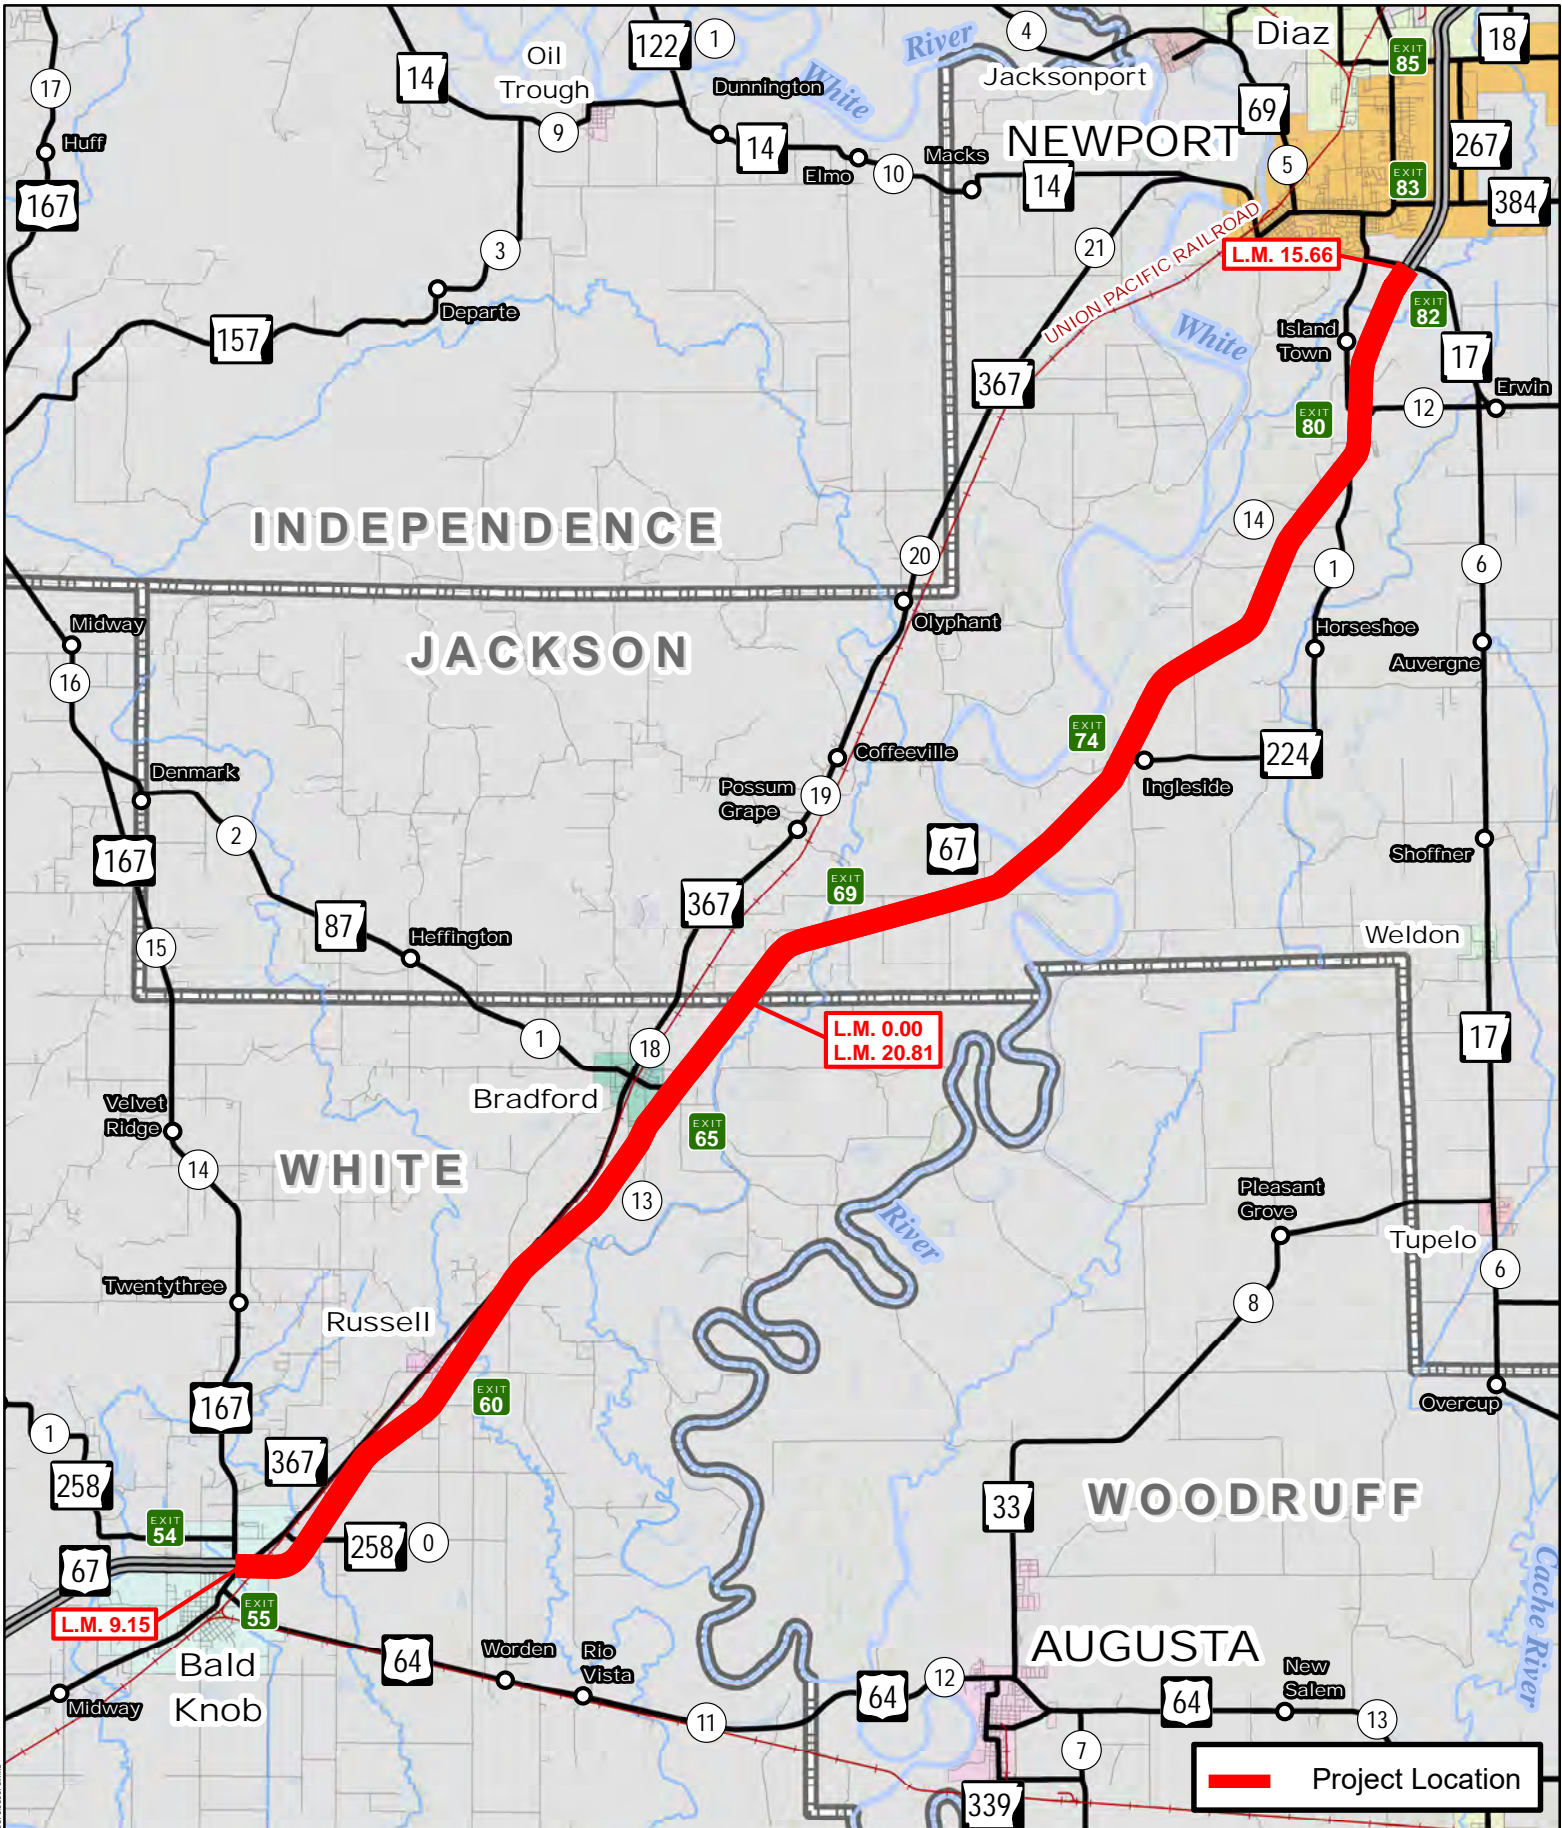 River
4
Diaz
18
EXIT
85
122
1
Oil
Trough
14
17
Jacksonport
White
Dunnington
69
9
267
Huff
14
NEWPORT
Macks
Elmo
10
14
5
EXIT
83
167
384
UNION PACIFIC RAILROAD
3
21
L.M. 15.66
Departe
EXIT
82
157
White
Island
Town
17
367
Erwin
12
EXIT
80
INDEPENDENCE
14
20
1
6
Olyphant
Midway
JACKSON
Horseshoe
Auvergne
16
EXIT
74
Coffeeville
224
Denmark
Ingleside
Possum
Grape
19
2
67
167
Shoffner
EXIT
69
367
87
Heffington
15
Weldon
L.M. 0.00
L.M. 20.81
1
18
17
Bradford
Velvet
Ridge
EXIT
65
14
WHITE
13
Pleasant
Grove
River
Tupelo
6
Twentythree
8
Russell
EXIT
60
167
Overcup
1
367
258
33
WOODRUFF
EXIT
54
258
0
67
Cache River
EXIT
55
L.M. 9.15
AUGUSTA
Bald
Knob
64
Worden
Rio
Vista
12
64
New
Salem
64
Midway
11
13
7
Project Location
339